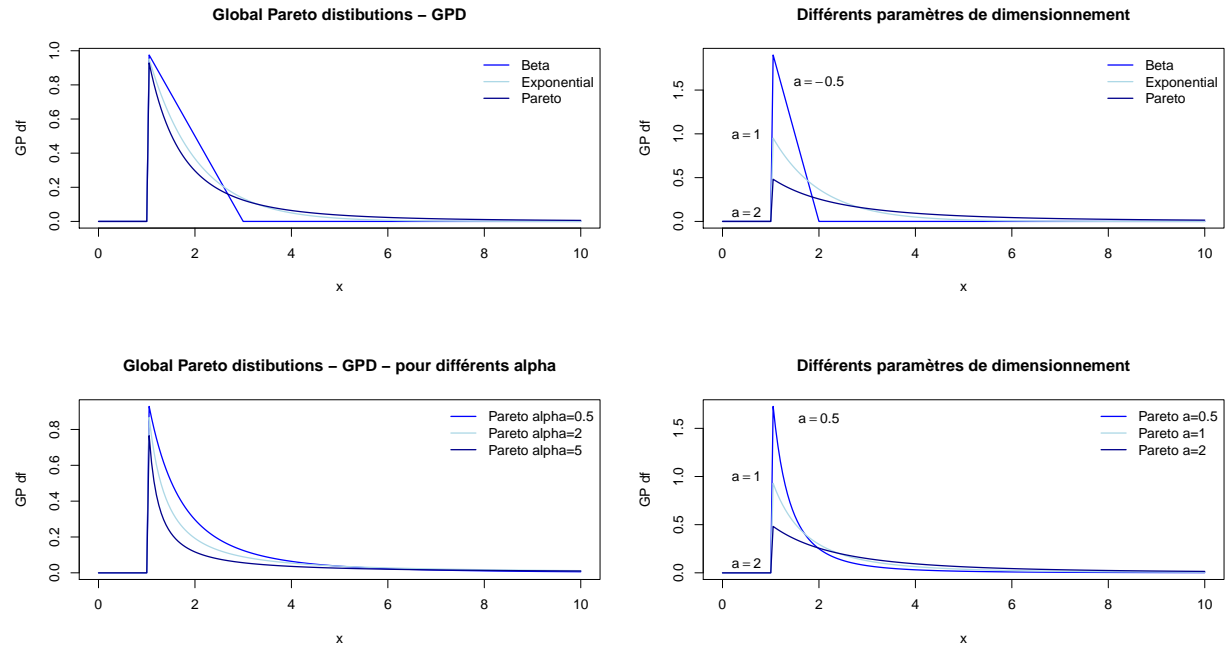 Global Pareto distibutions − GPD
GP df
0.0 0.2 0.4 0.6 0.8 1.0
Beta
Exponential
Pareto
0 2 4 6 8 10
x
Différents paramètres de dimensionnement
GP df
0.0 0.5 1.0 1.5
a = −0.5
a = 1
a = 2
Beta
Exponential
Pareto
0 2 4 6 8 10
x
Global Pareto distibutions − GPD − pour différents alpha
GP df
0.0 0.2 0.4 0.6 0.8
Pareto alpha=0.5
Pareto alpha=2
Pareto alpha=5
0 2 4 6 8 10
x
Différents paramètres de dimensionnement
GP df
0.0 0.5 1.0 1.5
a = 0.5
a = 1
a = 2
Pareto a=0.5
Pareto a=1
Pareto a=2
0 2 4 6 8 10
x